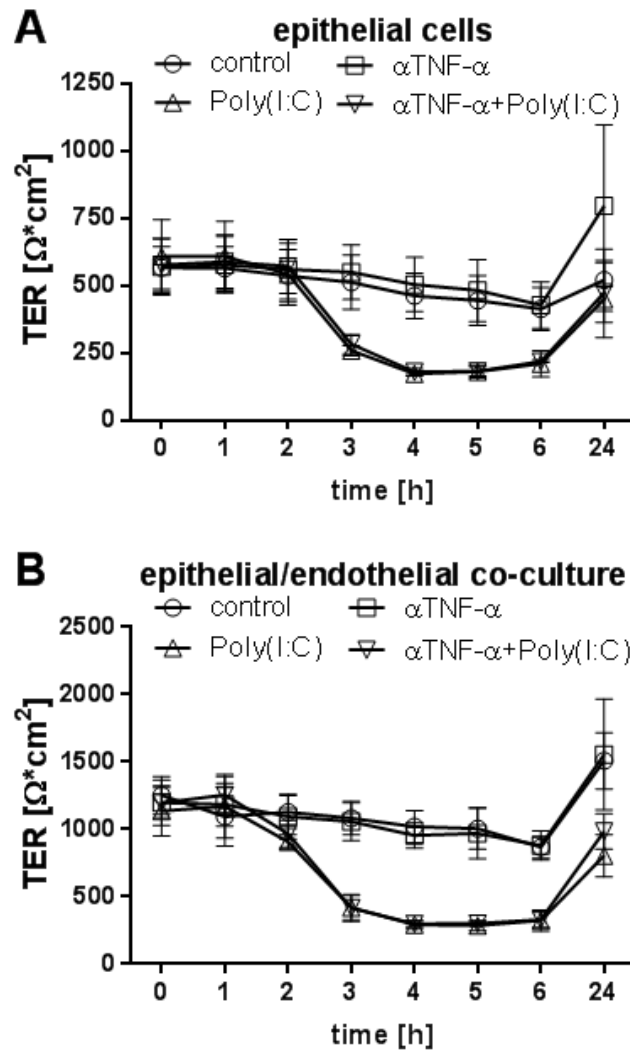 A
epithelial cells
control αTNF-α
Poly(I:C) αTNF-α+Poly(I:C)
1250
1000
750
500
250
0
TER [Ω*cm²]
0 1 2 3 4 5 6 24
time [h]
B
epithelial/endothelial co-culture
control αTNF-α
Poly(I:C) αTNF-α+Poly(I:C)
2500
2000
1500
1000
500
0
TER [Ω*cm²]
0 1 2 3 4 5 6 24
time [h]